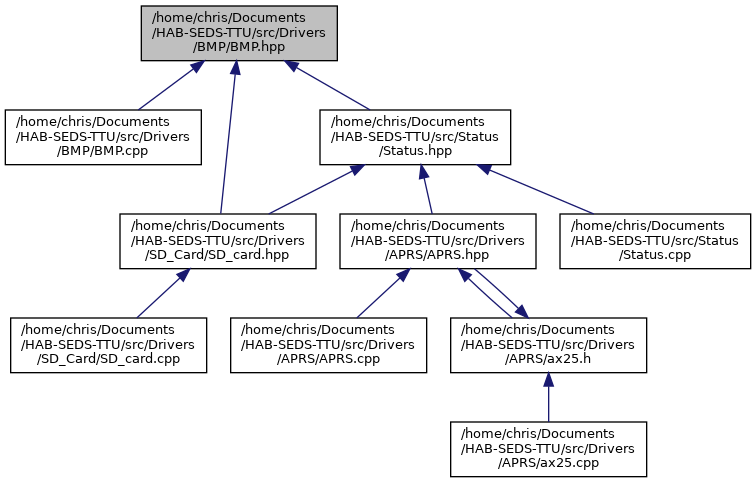 /home/chris/Documents
/HAB-SEDS-TTU/src/Drivers
/BMP/BMP.hpp
/home/chris/Documents
/HAB-SEDS-TTU/src/Drivers
/BMP/BMP.cpp
/home/chris/Documents
/HAB-SEDS-TTU/src/Status
/Status.hpp
/home/chris/Documents
/HAB-SEDS-TTU/src/Drivers
/SD_Card/SD_card.hpp
/home/chris/Documents
/HAB-SEDS-TTU/src/Drivers
/APRS/APRS.hpp
/home/chris/Documents
/HAB-SEDS-TTU/src/Status
/Status.cpp
/home/chris/Documents
/HAB-SEDS-TTU/src/Drivers
/SD_Card/SD_card.cpp
/home/chris/Documents
/HAB-SEDS-TTU/src/Drivers
/APRS/APRS.cpp
/home/chris/Documents
/HAB-SEDS-TTU/src/Drivers
/APRS/ax25.h
/home/chris/Documents
/HAB-SEDS-TTU/src/Drivers
/APRS/ax25.cpp